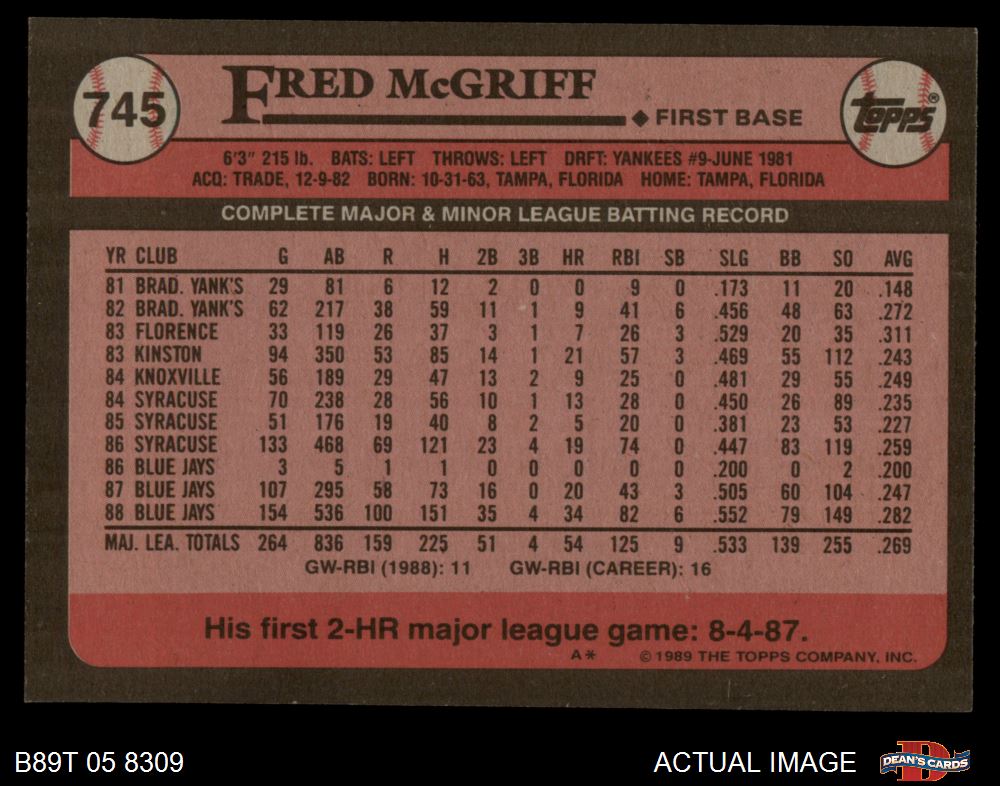 745
FRED McGRIFF
◆ FIRST BASE
topps®
6'3" 215 lb. BATS: LEFT THROWS: LEFT DRFT: YANKEES #9-JUNE 1981
ACQ: TRADE, 12-9-82 BORN: 10-31-63, TAMPA, FLORIDA HOME: TAMPA, FLORIDA
COMPLETE MAJOR & MINOR LEAGUE BATTING RECORD
YR CLUB G AB R H 2B 3B HR RBI SB SLG BB SO AVG
81 BRAD. YANK'S 29 81 6 12 2 0 0 9 0 .173 11 20 .148
82 BRAD. YANK'S 62 217 38 59 11 1 9 41 6 .456 48 63 .272
83 FLORENCE 33 119 26 37 3 1 7 26 3 .529 20 35 .311
83 KINSTON 94 350 53 85 14 1 21 57 3 .469 55 112 .243
84 KNOXVILLE 56 189 29 47 13 2 9 25 0 .481 29 55 .249
84 SYRACUSE 70 238 28 56 10 1 13 28 0 .450 26 89 .235
85 SYRACUSE 51 176 19 40 8 2 5 20 0 .381 23 53 .227
86 SYRACUSE 133 468 69 121 23 4 19 74 0 .447 83 119 .259
86 BLUE JAYS 3 5 1 1 0 0 0 0 0 .200 0 2 .200
87 BLUE JAYS 107 295 58 73 16 0 20 43 3 .505 60 104 .247
88 BLUE JAYS 154 536 100 151 35 4 34 82 6 .552 79 149 .282
MAJ. LEA. TOTALS 264 836 159 225 51 4 54 125 9 .533 139 255 .269
GW-RBI (1988): 11 GW-RBI (CAREER): 16
His first 2-HR major league game: 8-4-87.
A* © 1989 THE TOPPS COMPANY, INC.
B89T 05 8309
ACTUAL IMAGE
D
DEAN'S CARDS